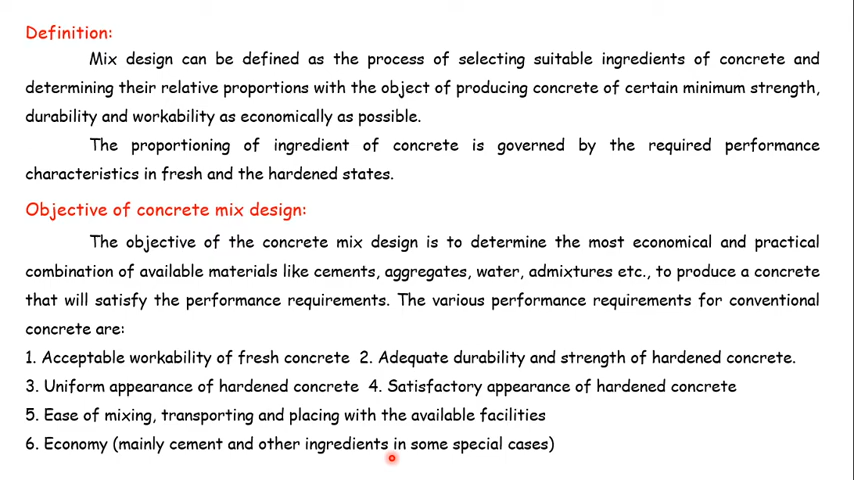 Definition:
Mix design can be defined as the process of selecting suitable ingredients of concrete and
determining their relative proportions with the object of producing concrete of certain minimum strength,
durability and workability as economically as possible.
The proportioning of ingredient of concrete is governed by the required performance
characteristics in fresh and the hardened states.
Objective of concrete mix design:
The objective of the concrete mix design is to determine the most economical and practical
combination of available materials like cements, aggregates, water, admixtures etc., to produce a concrete
that will satisfy the performance requirements. The various performance requirements for conventional
concrete are:
1. Acceptable workability of fresh concrete 2. Adequate durability and strength of hardened concrete.
3. Uniform appearance of hardened concrete 4. Satisfactory appearance of hardened concrete
5. Ease of mixing, transporting and placing with the available facilities
6. Economy (mainly cement and other ingredients in some special cases)